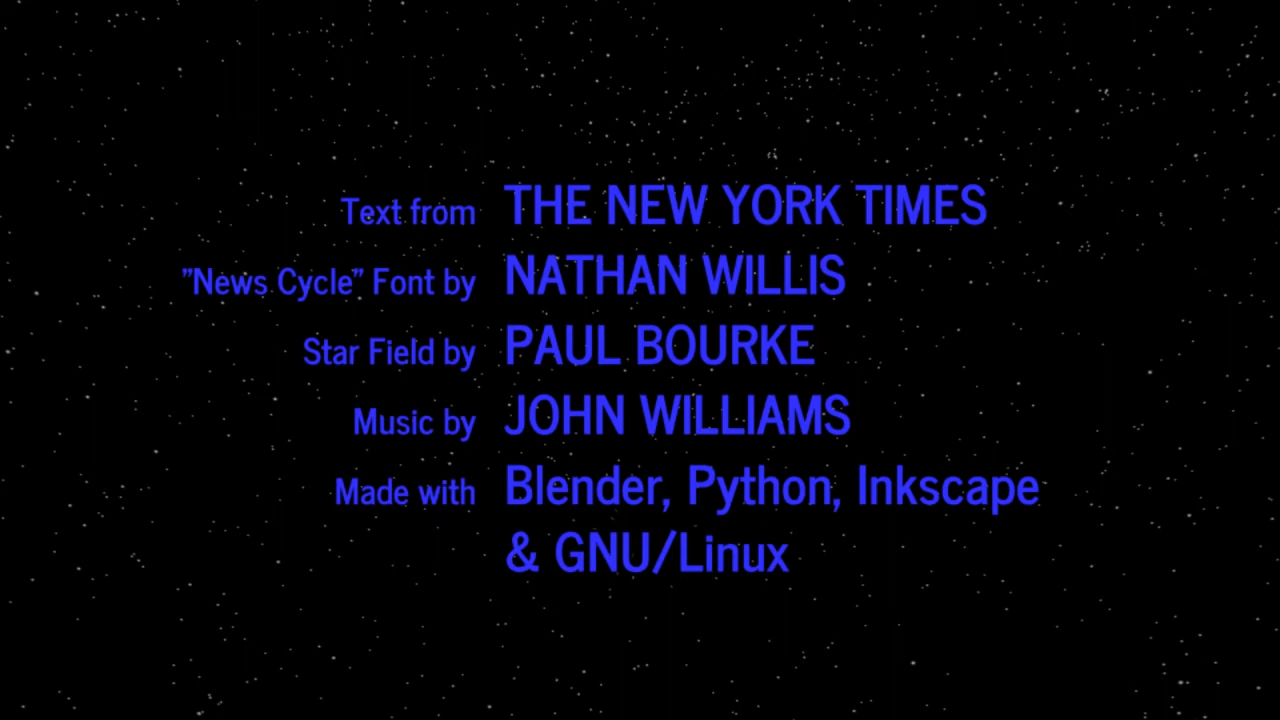 Text from THE NEW YORK TIMES
"News Cycle" Font by NATHAN WILLIS
Star Field by PAUL BOURKE
Music by JOHN WILLIAMS
Made with Blender, Python, Inkscape
& GNU/Linux